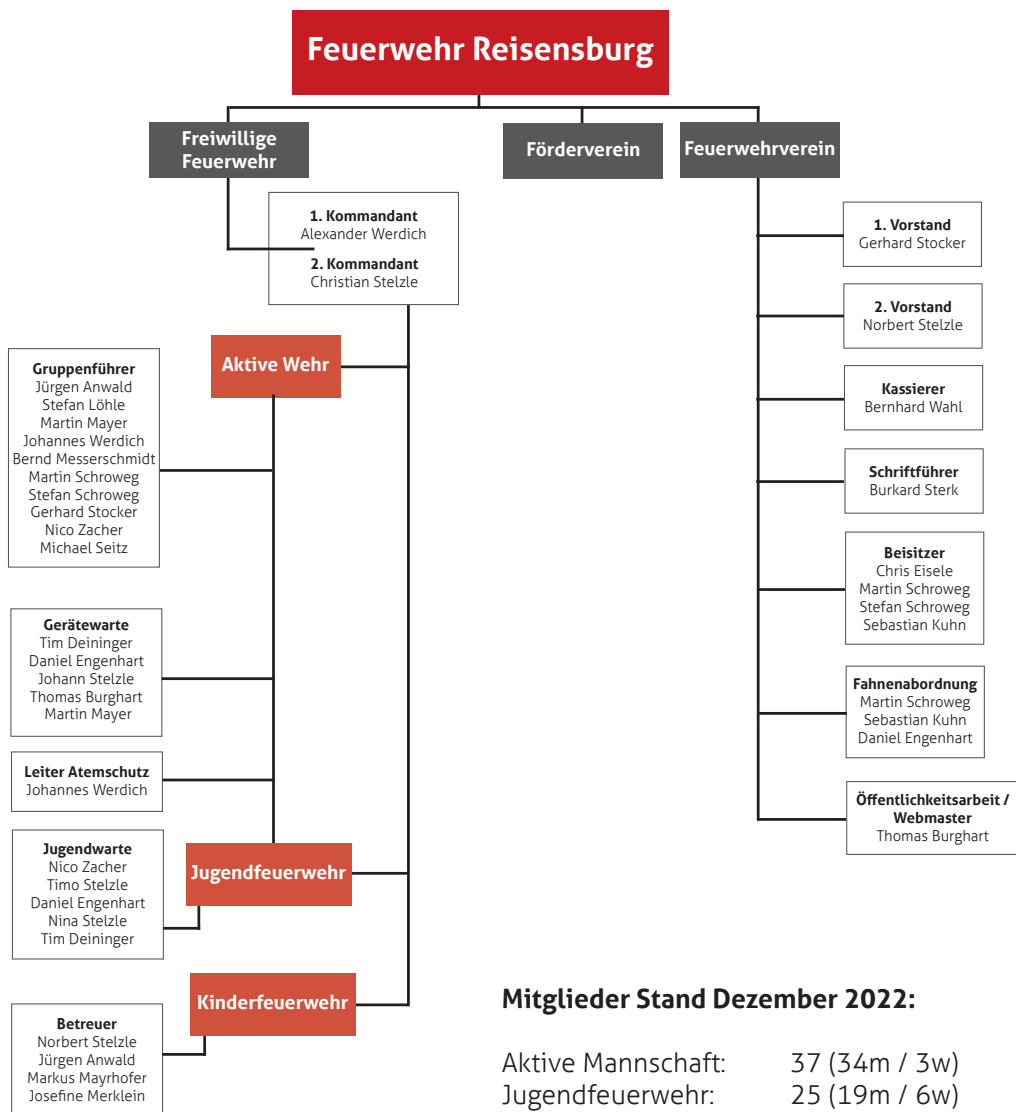 Feuerwehr Reisensburg
Freiwillige
Feuerwehr
Förderverein
Feuerwehrverein
1. Kommandant
Alexander Werdich
2. Kommandant
Christian Stelzle
Aktive Wehr
Gruppenführer
Jürgen Anwald
Stefan Löhle
Martin Mayer
Johannes Werdich
Bernd Messerschmidt
Martin Schroweg
Stefan Schroweg
Gerhard Stocker
Nico Zacher
Michael Seitz
Gerätewarte
Tim Deininger
Daniel Engenhart
Johann Stelzle
Thomas Burghart
Martin Mayer
Leiter Atemschutz
Johannes Werdich
Jugendfeuerwehr
Jugendwarte
Nico Zacher
Timo Stelzle
Daniel Engenhart
Nina Stelzle
Tim Deininger
Kinderfeuerwehr
Betreuer
Norbert Stelzle
Jürgen Anwald
Markus Mayrhofer
Josefine Merklein
1. Vorstand
Gerhard Stocker
2. Vorstand
Norbert Stelzle
Kassierer
Bernhard Wahl
Schriftführer
Burkard Sterk
Beisitzer
Chris Eisele
Martin Schroweg
Stefan Schroweg
Sebastian Kuhn
Fahnenabordnung
Martin Schroweg
Sebastian Kuhn
Daniel Engenhart
Öffentlichkeitsarbeit /
Webmaster
Thomas Burghart
Mitglieder Stand Dezember 2022:
Aktive Mannschaft: 37 (34m / 3w)
Jugendfeuerwehr: 25 (19m / 6w)